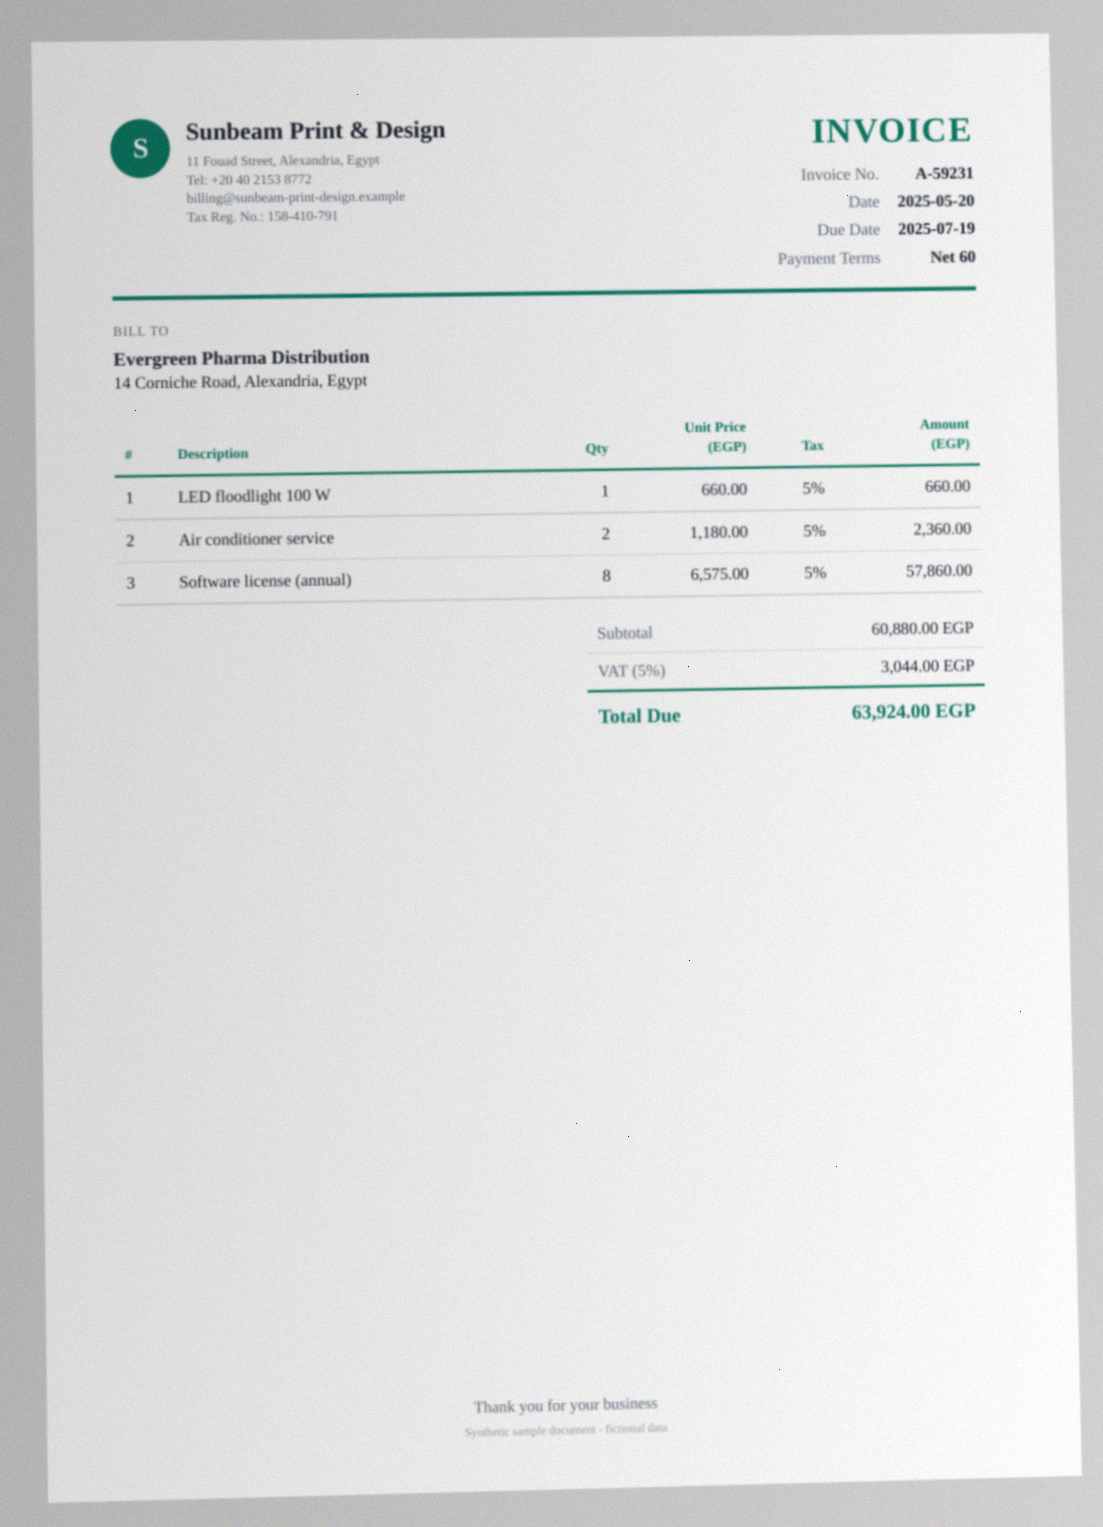 S
Sunbeam Print & Design
11 Fouad Street, Alexandria, Egypt
Tel: +20 40 2153 8772
billing@sunbeam-print-design.example
Tax Reg. No.: 158-410-791
INVOICE
Invoice No. A-59231
Date 2025-05-20
Due Date 2025-07-19
Payment Terms Net 60
BILL TO
Evergreen Pharma Distribution
14 Corniche Road, Alexandria, Egypt
# Description Qty Unit Price (EGP) Tax Amount (EGP)
1 LED floodlight 100 W 1 660.00 5% 660.00
2 Air conditioner service 2 1,180.00 5% 2,360.00
3 Software license (annual) 8 6,575.00 5% 57,860.00
Subtotal 60,880.00 EGP
VAT (5%) 3,044.00 EGP
Total Due 63,924.00 EGP
Thank you for your business
Synthetic sample document - fictional data